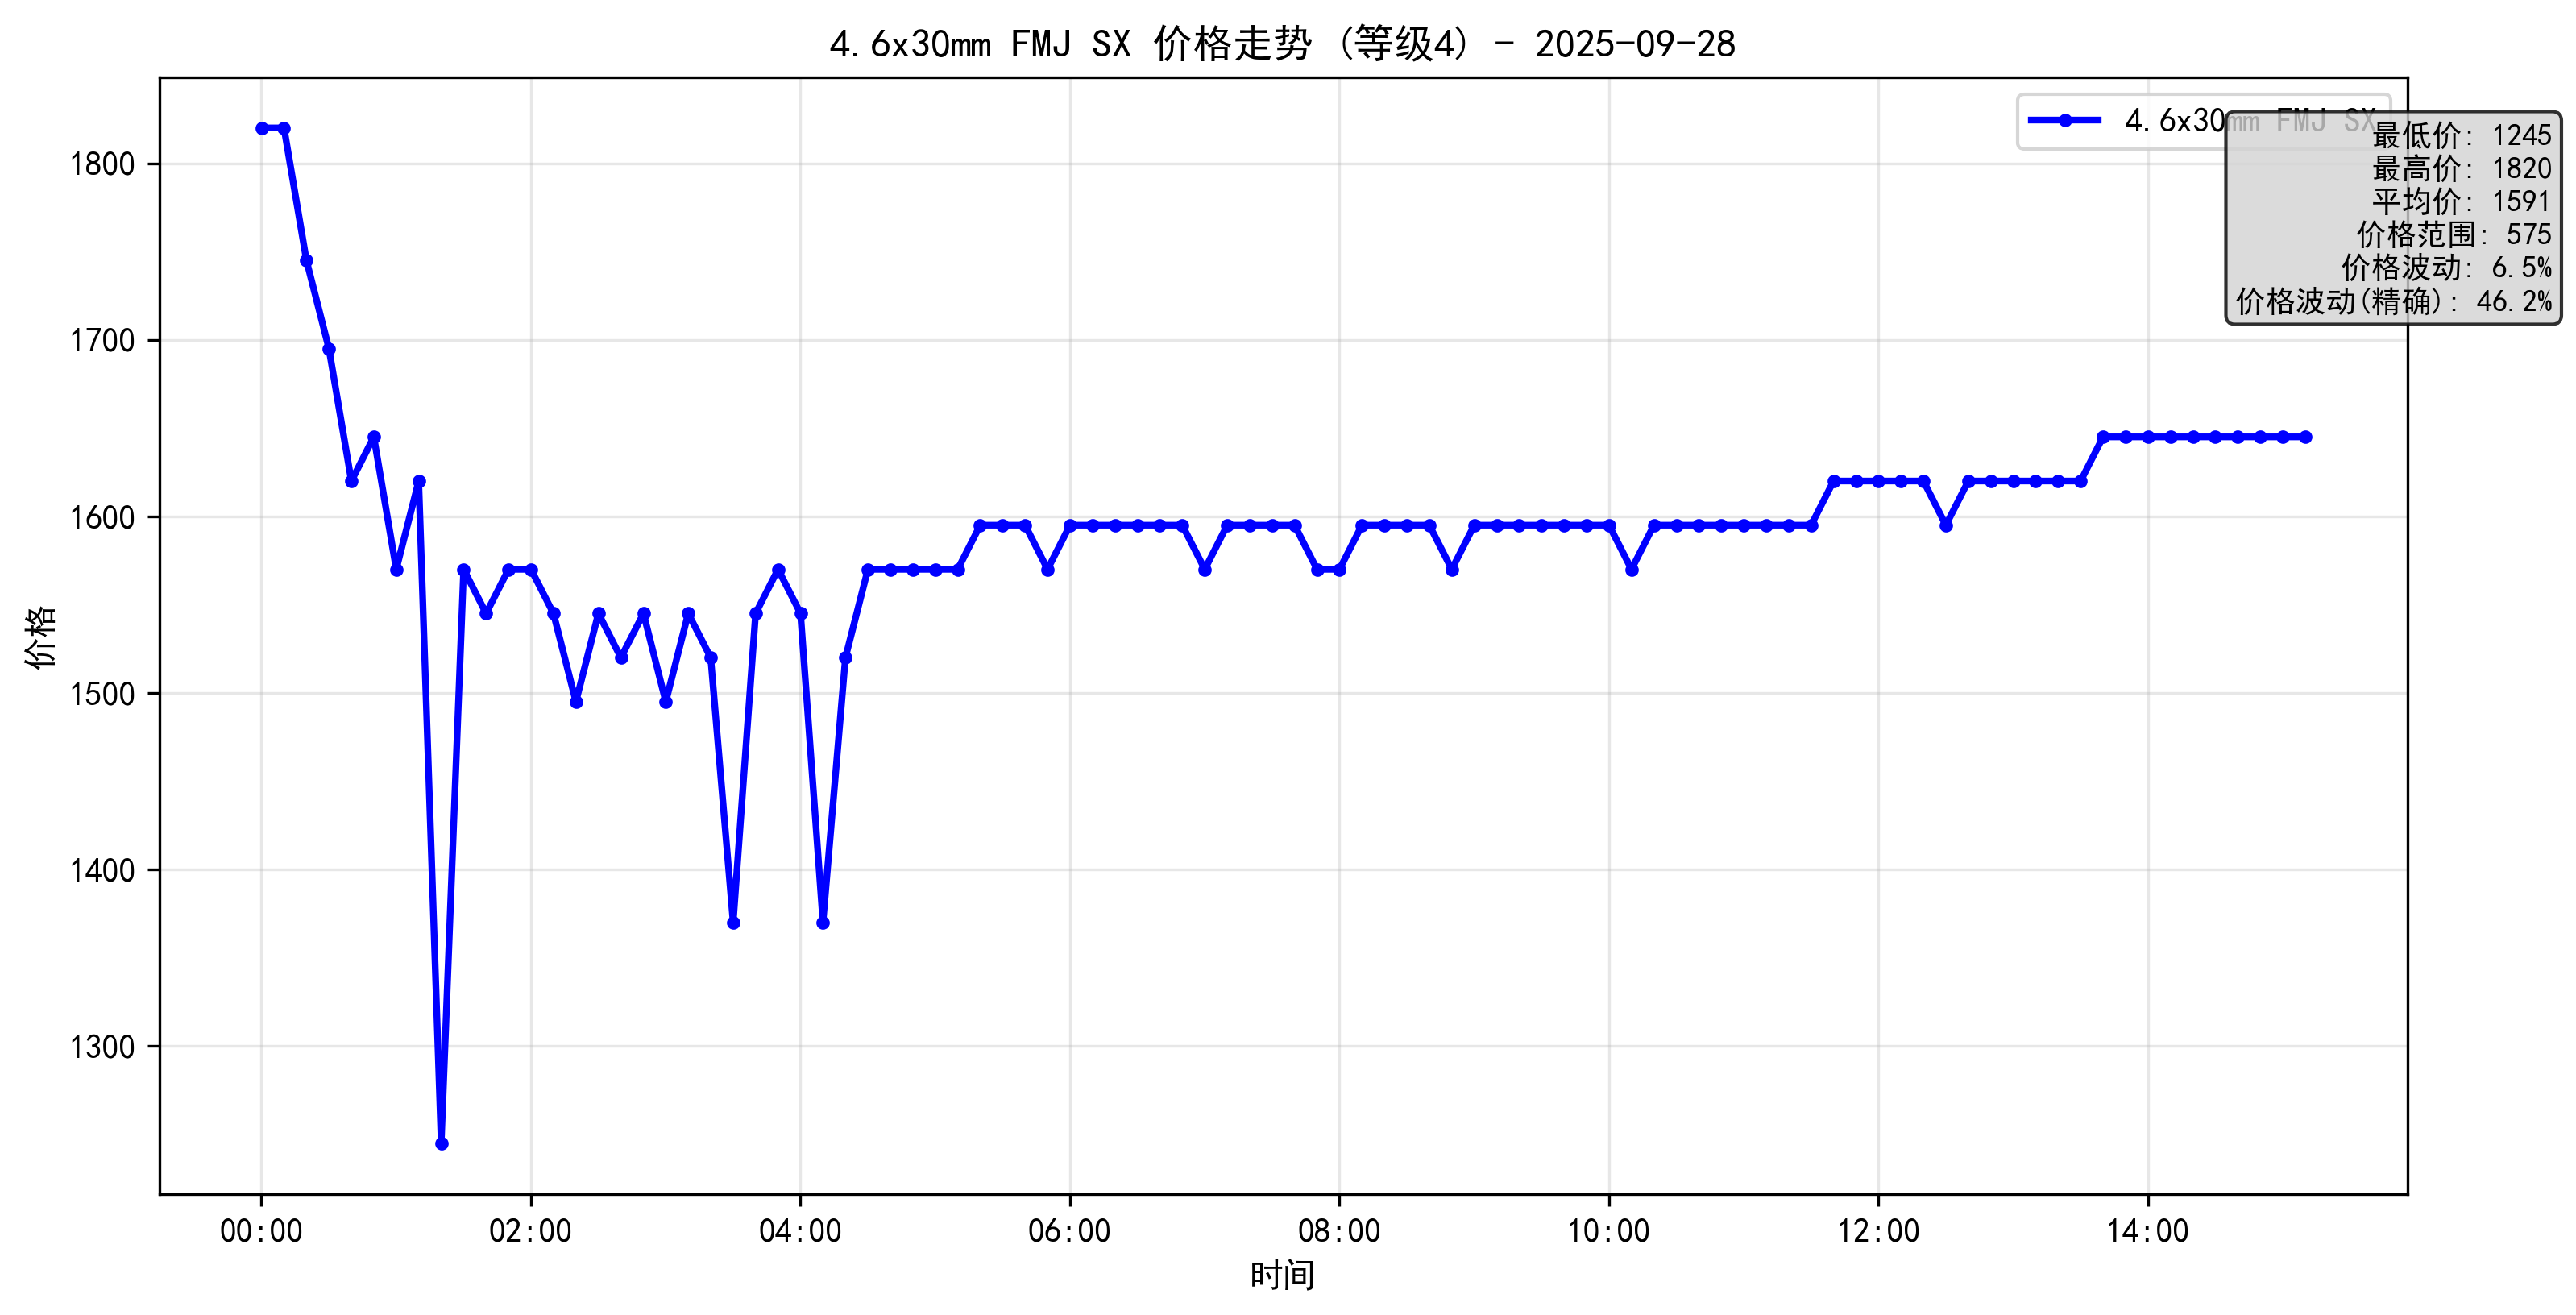 4.6x30mm FMJ SX 价格走势 (等级4) - 2025-09-28
4.6x30mm FMJ SX
最低价: 1245
最高价: 1820
平均价: 1591
价格范围: 575
价格波动: 6.5%
价格波动(精确): 46.2%
价格
1800
1700
1600
1500
1400
1300
00:00 02:00 04:00 06:00 08:00 10:00 12:00 14:00
时间